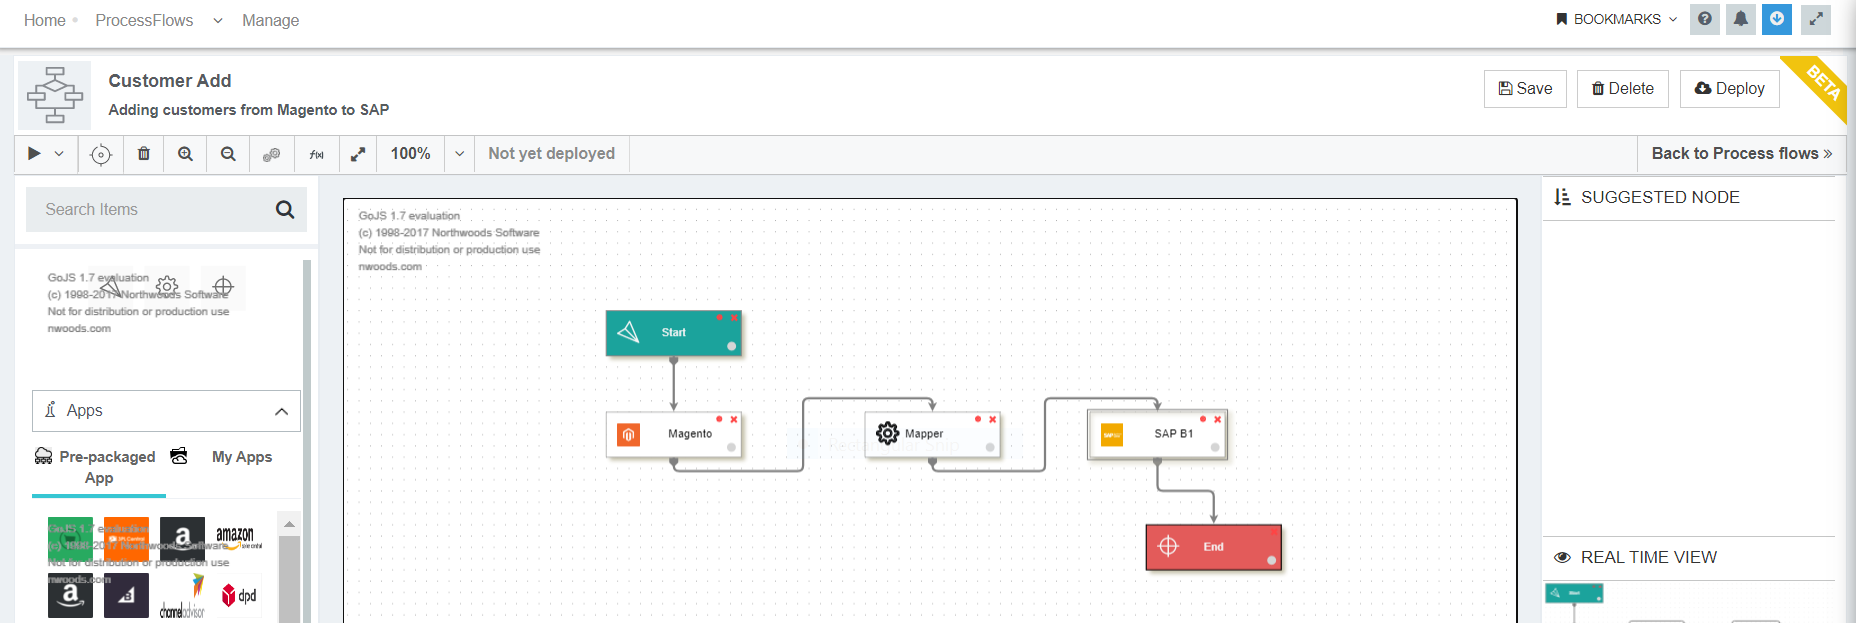 Home ProcessFlows Manage
BOOKMARKS
Customer Add
Adding customers from Magento to SAP
Save Delete Deploy
BETA
f(x) 100% Not yet deployed Back to Process flows »
Search Items
GoJS 1.7 evaluation
(c) 1998-2017 Northwoods Software
Not for distribution or production use
nwoods.com
Apps
Pre-packaged App
My Apps
GoJS 1.7 evaluation
(c) 1998-2017 Northwoods Software
Not for distribution or production use
nwoods.com
a
amazon
a
channeladvisor
dpd
GoJS 1.7 evaluation
(c) 1998-2017 Northwoods Software
Not for distribution or production use
nwoods.com
Start
Magento
Mapper
SAP B1
End
SUGGESTED NODE
REAL TIME VIEW